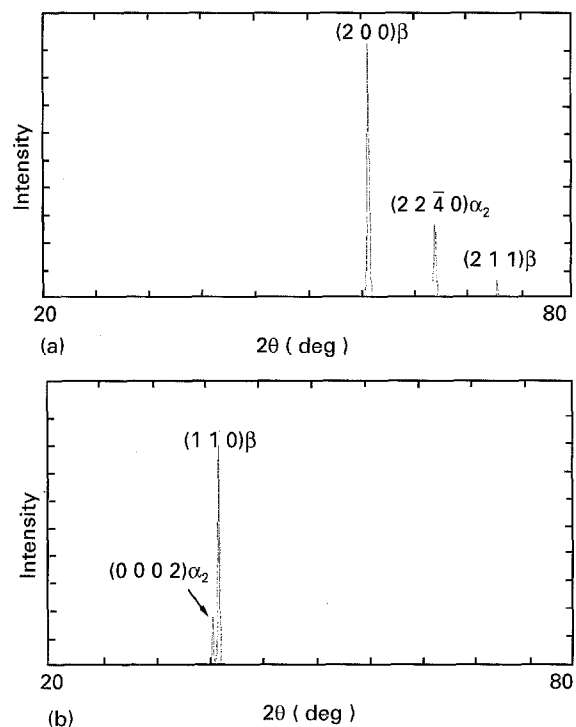 (2 0 0)β
Intensity
(2 2 4̅ 0)α₂
(2 1 1)β
20
80
(a)
2θ ( deg )
(1 1 0)β
Intensity
(0 0 0 2)α₂
20
80
(b)
2θ ( deg )